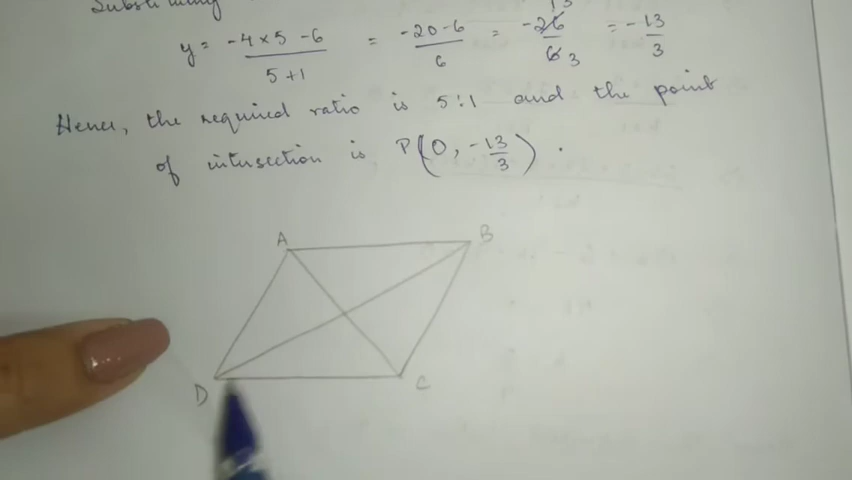 y = -4×5-6 / 5+1 = -20-6 / 6 = -26 / 6 3 = -13 / 3
Hence, the required ratio is 5:1 and the point
of intersection is P(0, -13/3).
A B
D C